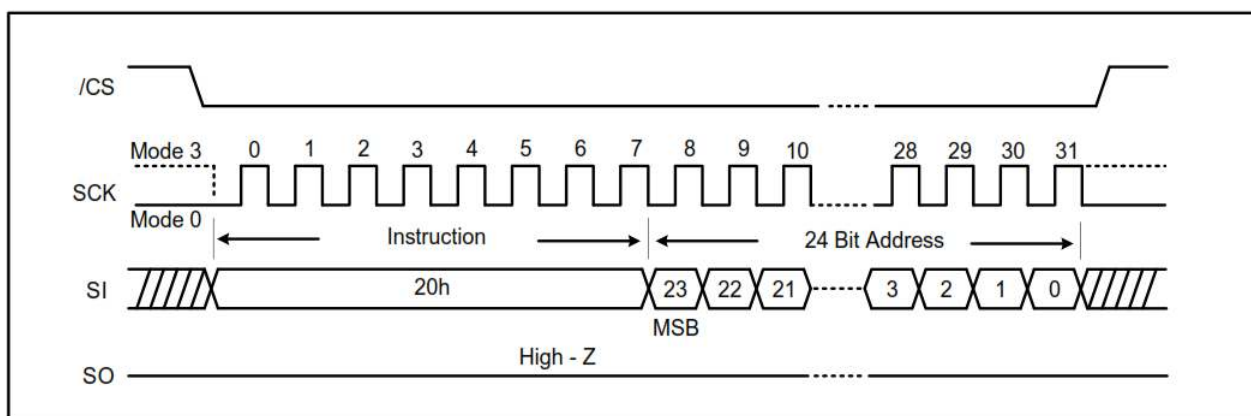 /CS
Mode 3 0 1 2 3 4 5 6 7 8 9 10 28 29 30 31
SCK
Mode 0
Instruction 24 Bit Address
SI 20h 23 22 21 3 2 1 0
MSB
High - Z
SO